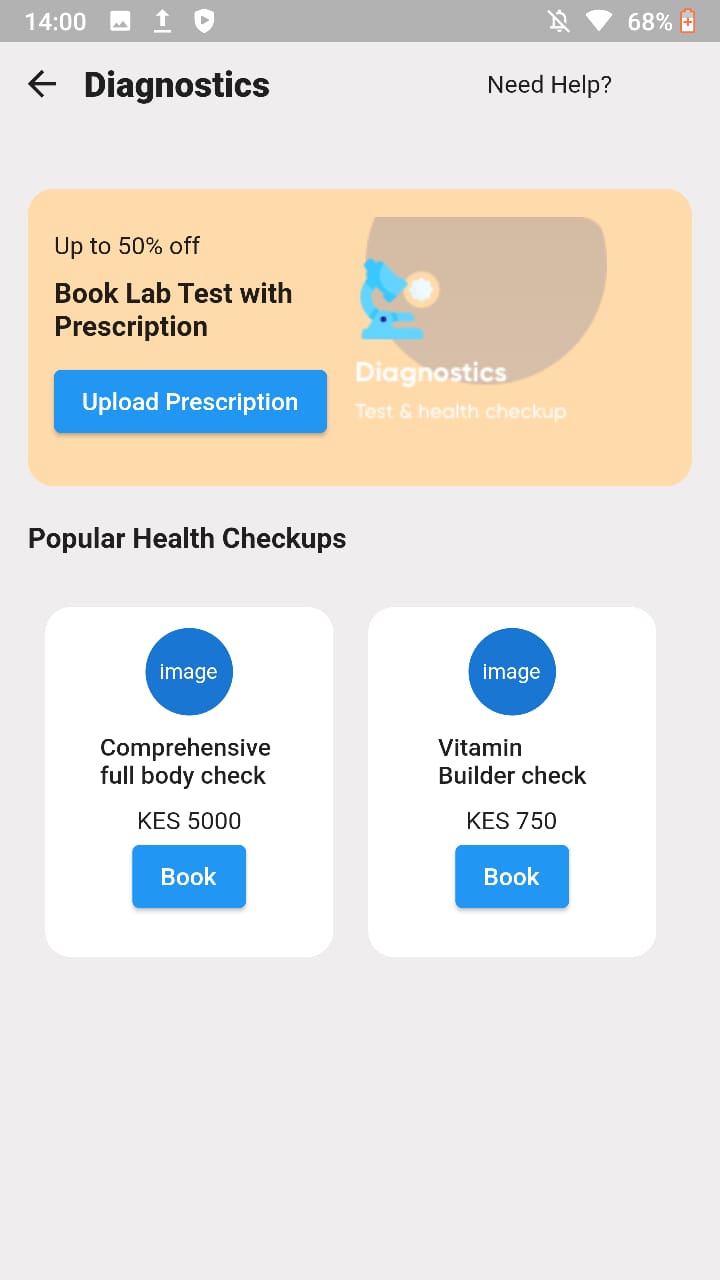 14:00
68%
Diagnostics
Need Help?
Up to 50% off
Book Lab Test with
Prescription
Upload Prescription
Diagnostics
Test & health checkup
Popular Health Checkups
image
Comprehensive
full body check
KES 5000
Book
image
Vitamin
Builder check
KES 750
Book